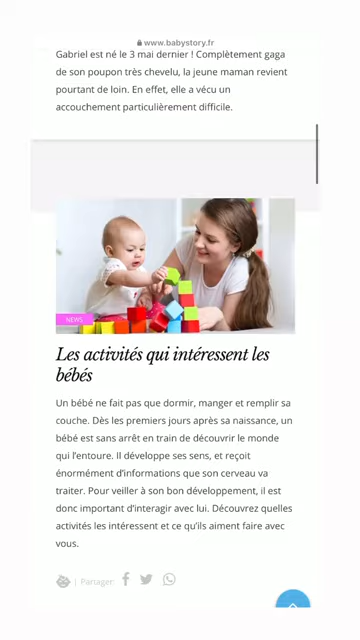 www.babystory.fr
Gabriel est né le 3 mai dernier ! Complètement gaga
de son poupon très chevelu, la jeune maman revient
pourtant de loin. En effet, elle a vécu un
accouchement particulièrement difficile.
NEWS
Les activités qui intéressent les
bébés
Un bébé ne fait pas que dormir, manger et remplir sa
couche. Dès les premiers jours après sa naissance, un
bébé est sans arrêt en train de découvrir le monde
qui l’entoure. Il développe ses sens, et reçoit
énormément d’informations que son cerveau va
traiter. Pour veiller à son bon développement, il est
donc important d’interagir avec lui. Découvrez quelles
activités les intéressent et ce qu’ils aiment faire avec
vous.
| Partager: